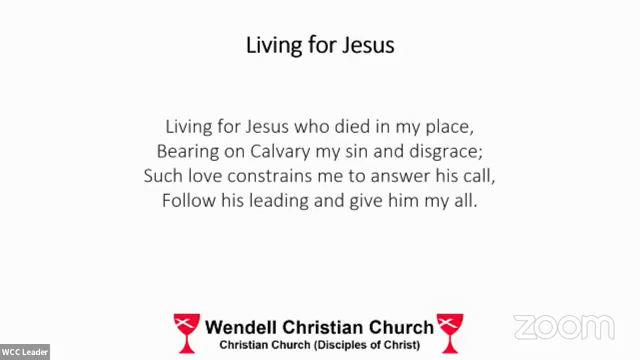 Living for Jesus
Living for Jesus who died in my place,
Bearing on Calvary my sin and disgrace;
Such love constrains me to answer his call,
Follow his leading and give him my all.
Wendell Christian Church
Christian Church (Disciples of Christ)
zoom
WCC Leader